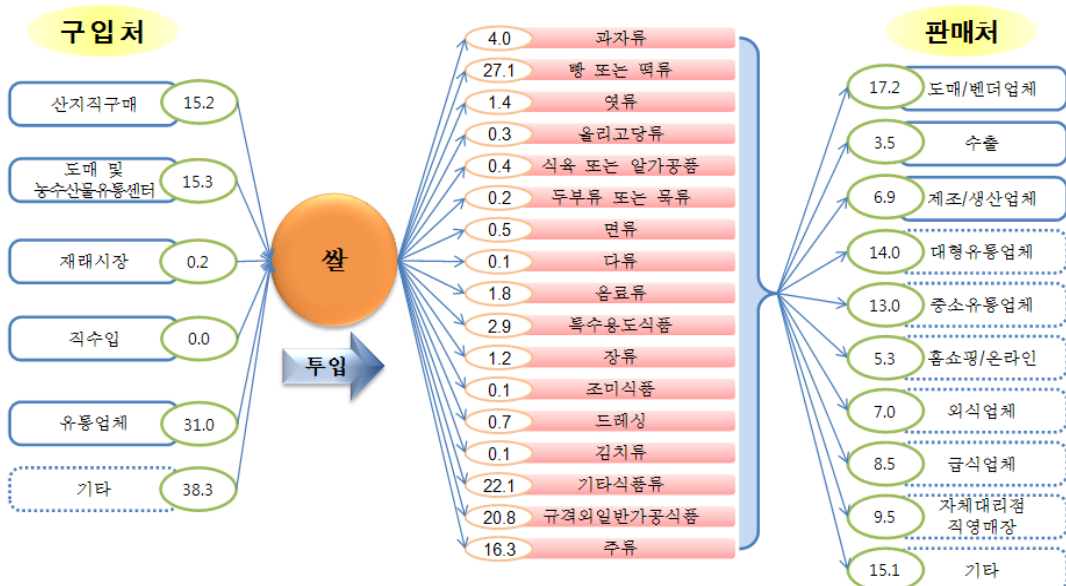 구입처
산지직구매 15.2
도매 및
농수산물유통센터 15.3
재래시장 0.2
직수입 0.0
유통업체 31.0
기타 38.3
쌀
투입
4.0 과자류
27.1 빵 또는 떡류
1.4 엿류
0.3 올리고당류
0.4 식육 또는 알가공품
0.2 두부류 또는 묵류
0.5 면류
0.1 다류
1.8 음료류
2.9 특수용도식품
1.2 장류
0.1 조미식품
0.7 드레싱
0.1 김치류
22.1 기타식품류
20.8 규격외일반가공식품
16.3 주류
판매처
17.2 도매/벤더업체
3.5 수출
6.9 제조/생산업체
14.0 대형유통업체
13.0 중소유통업체
5.3 홈쇼핑/온라인
7.0 외식업체
8.5 급식업체
9.5 자체대리점
직영매장
15.1 기타